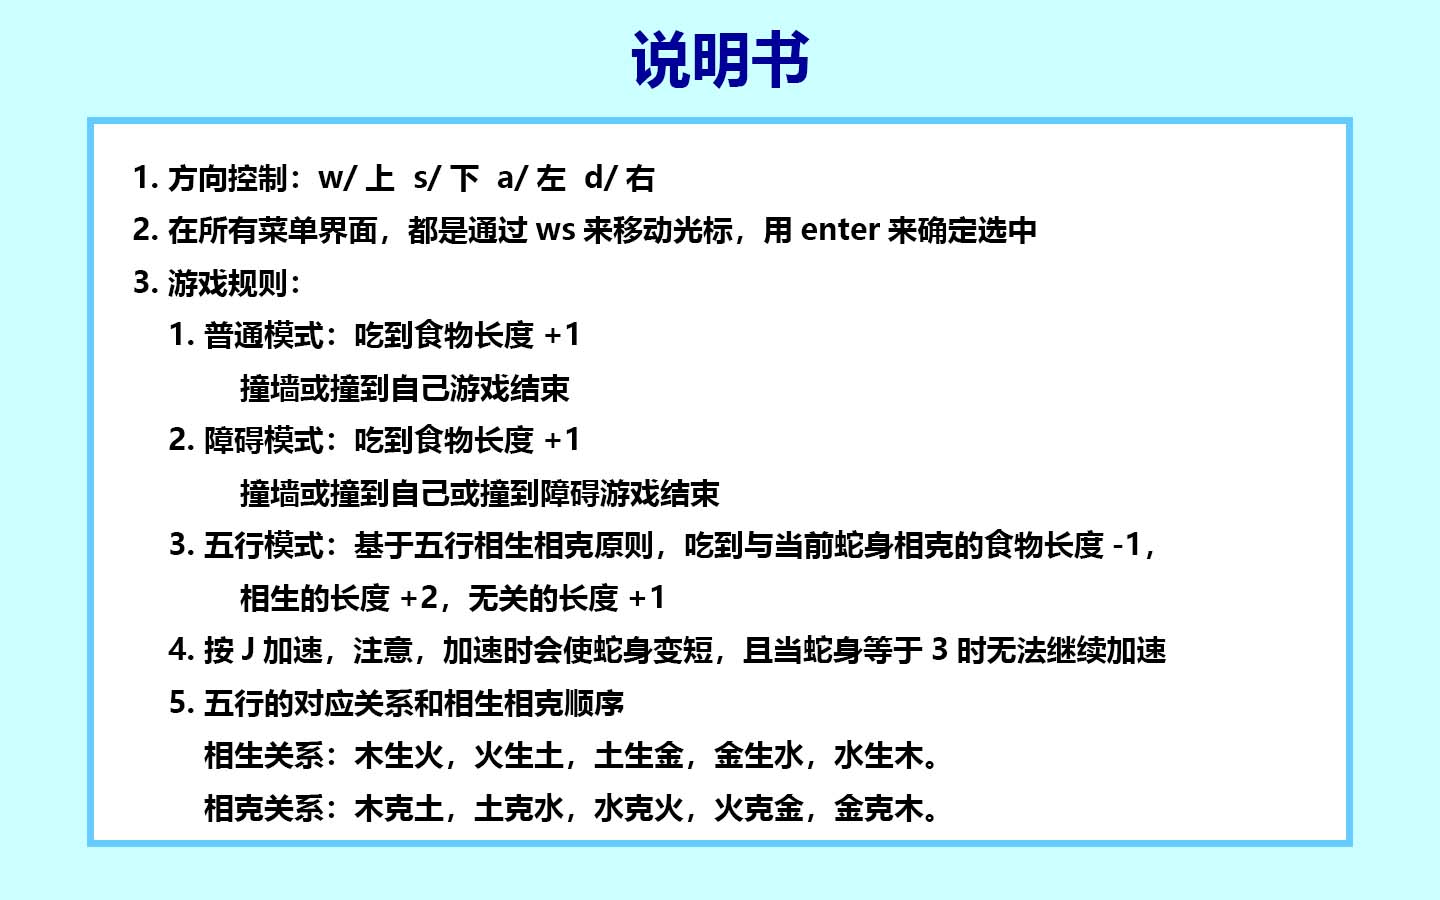 说明书
1. 方向控制：w/ 上 s/ 下 a/ 左 d/ 右
2. 在所有菜单界面，都是通过 ws 来移动光标，用 enter 来确定选中
3. 游戏规则：
1. 普通模式：吃到食物长度 +1
撞墙或撞到自己游戏结束
2. 障碍模式：吃到食物长度 +1
撞墙或撞到自己或撞到障碍游戏结束
3. 五行模式：基于五行相生相克原则，吃到与当前蛇身相克的食物长度 -1，
相生的长度 +2，无关的长度 +1
4. 按 J 加速，注意，加速时会使蛇身变短，且当蛇身等于 3 时无法继续加速
5. 五行的对应关系和相生相克顺序
相生关系：木生火，火生土，土生金，金生水，水生木。
相克关系：木克土，土克水，水克火，火克金，金克木。